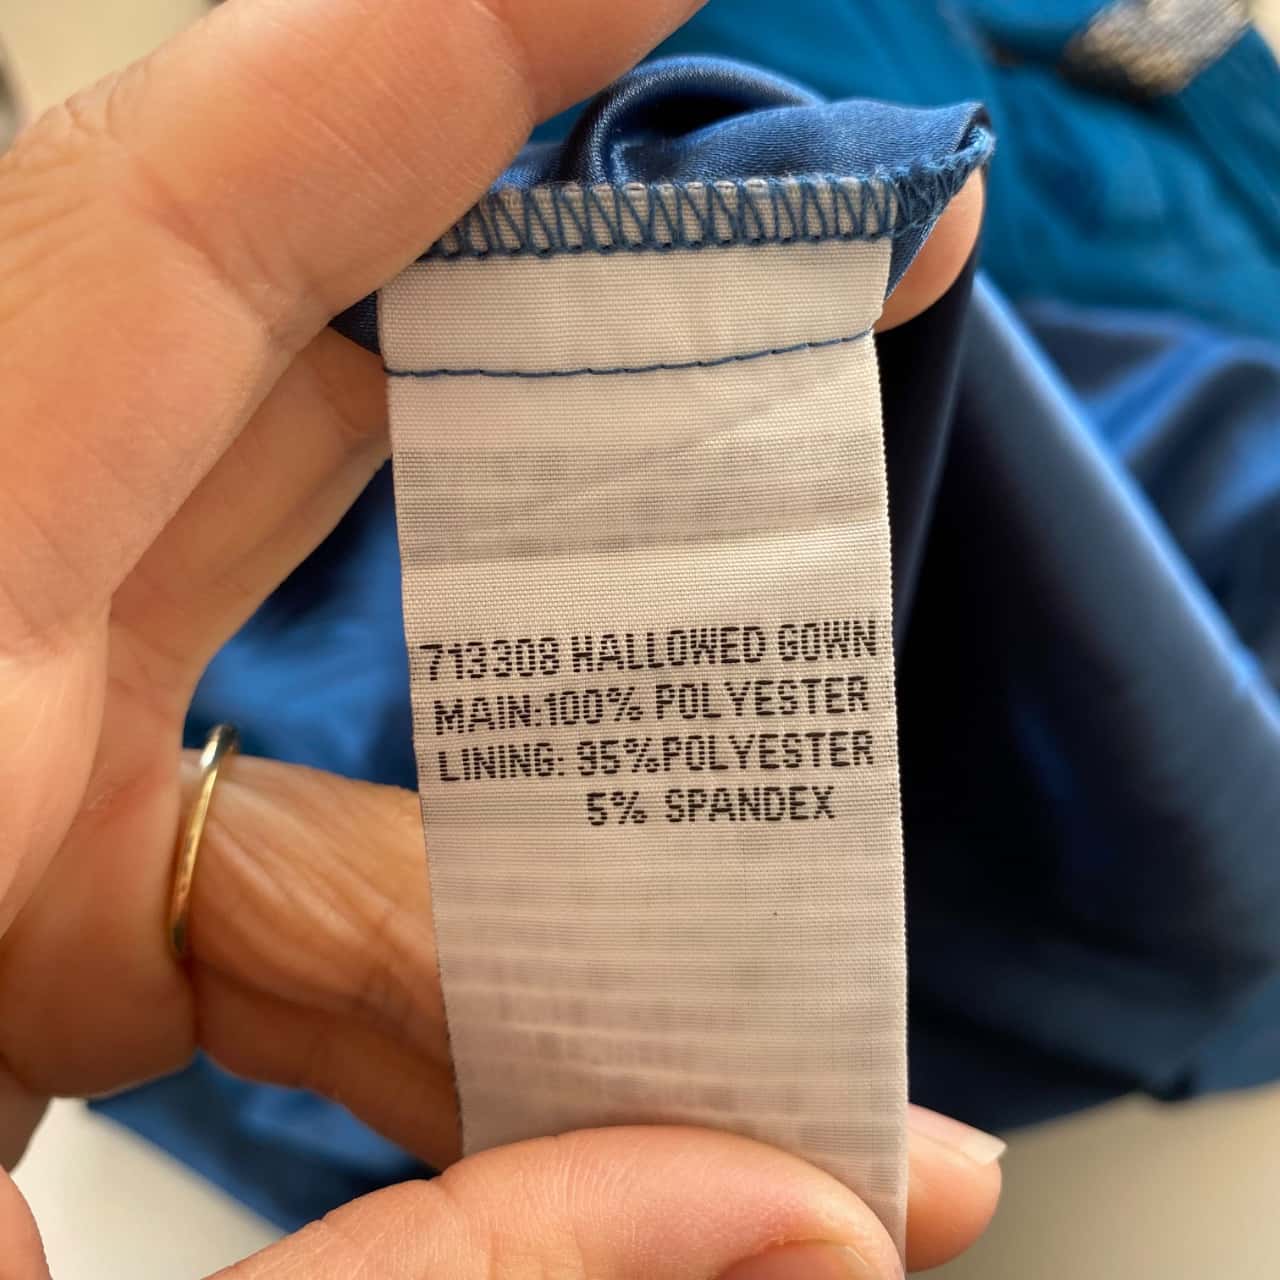 713308 HALLOWED GOWN
MAIN:100% POLYESTER
LINING: 95%POLYESTER
5% SPANDEX